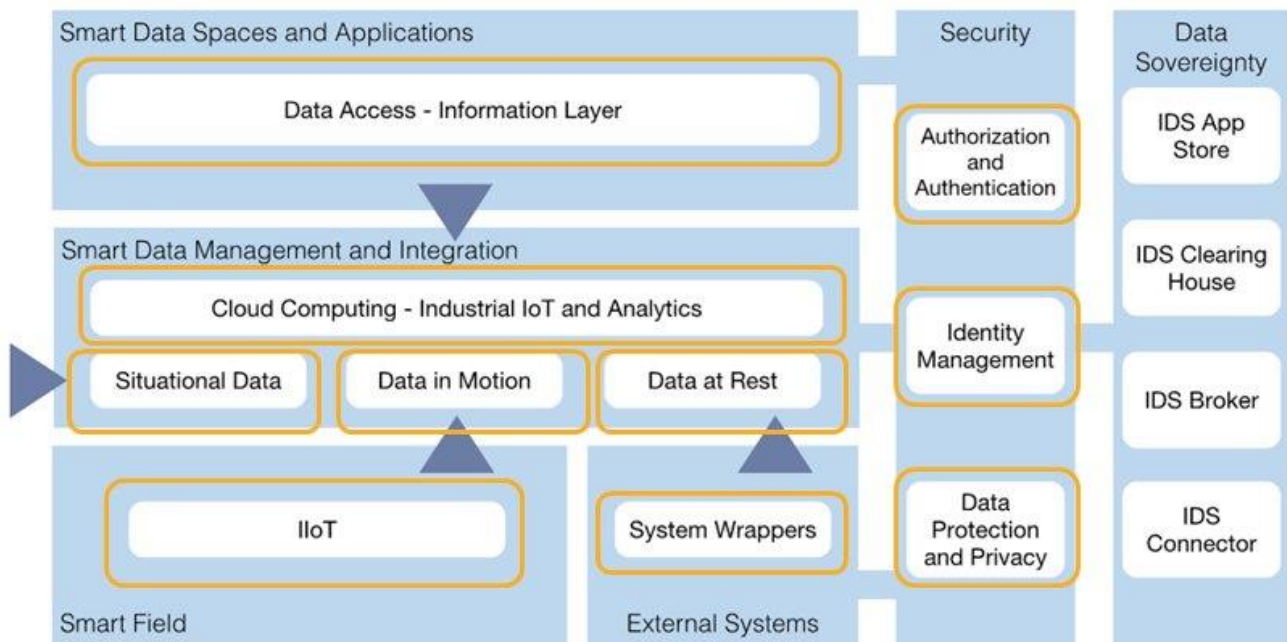 Smart Data Spaces and Applications
Data Access - Information Layer
Smart Data Management and Integration
Cloud Computing - Industrial IoT and Analytics
Situational Data
Data in Motion
Data at Rest
IIoT
Smart Field
System Wrappers
External Systems
Security
Authorization
and
Authentication
Identity
Management
Data
Protection
and Privacy
Data
Sovereignty
IDS App
Store
IDS Clearing
House
IDS Broker
IDS
Connector